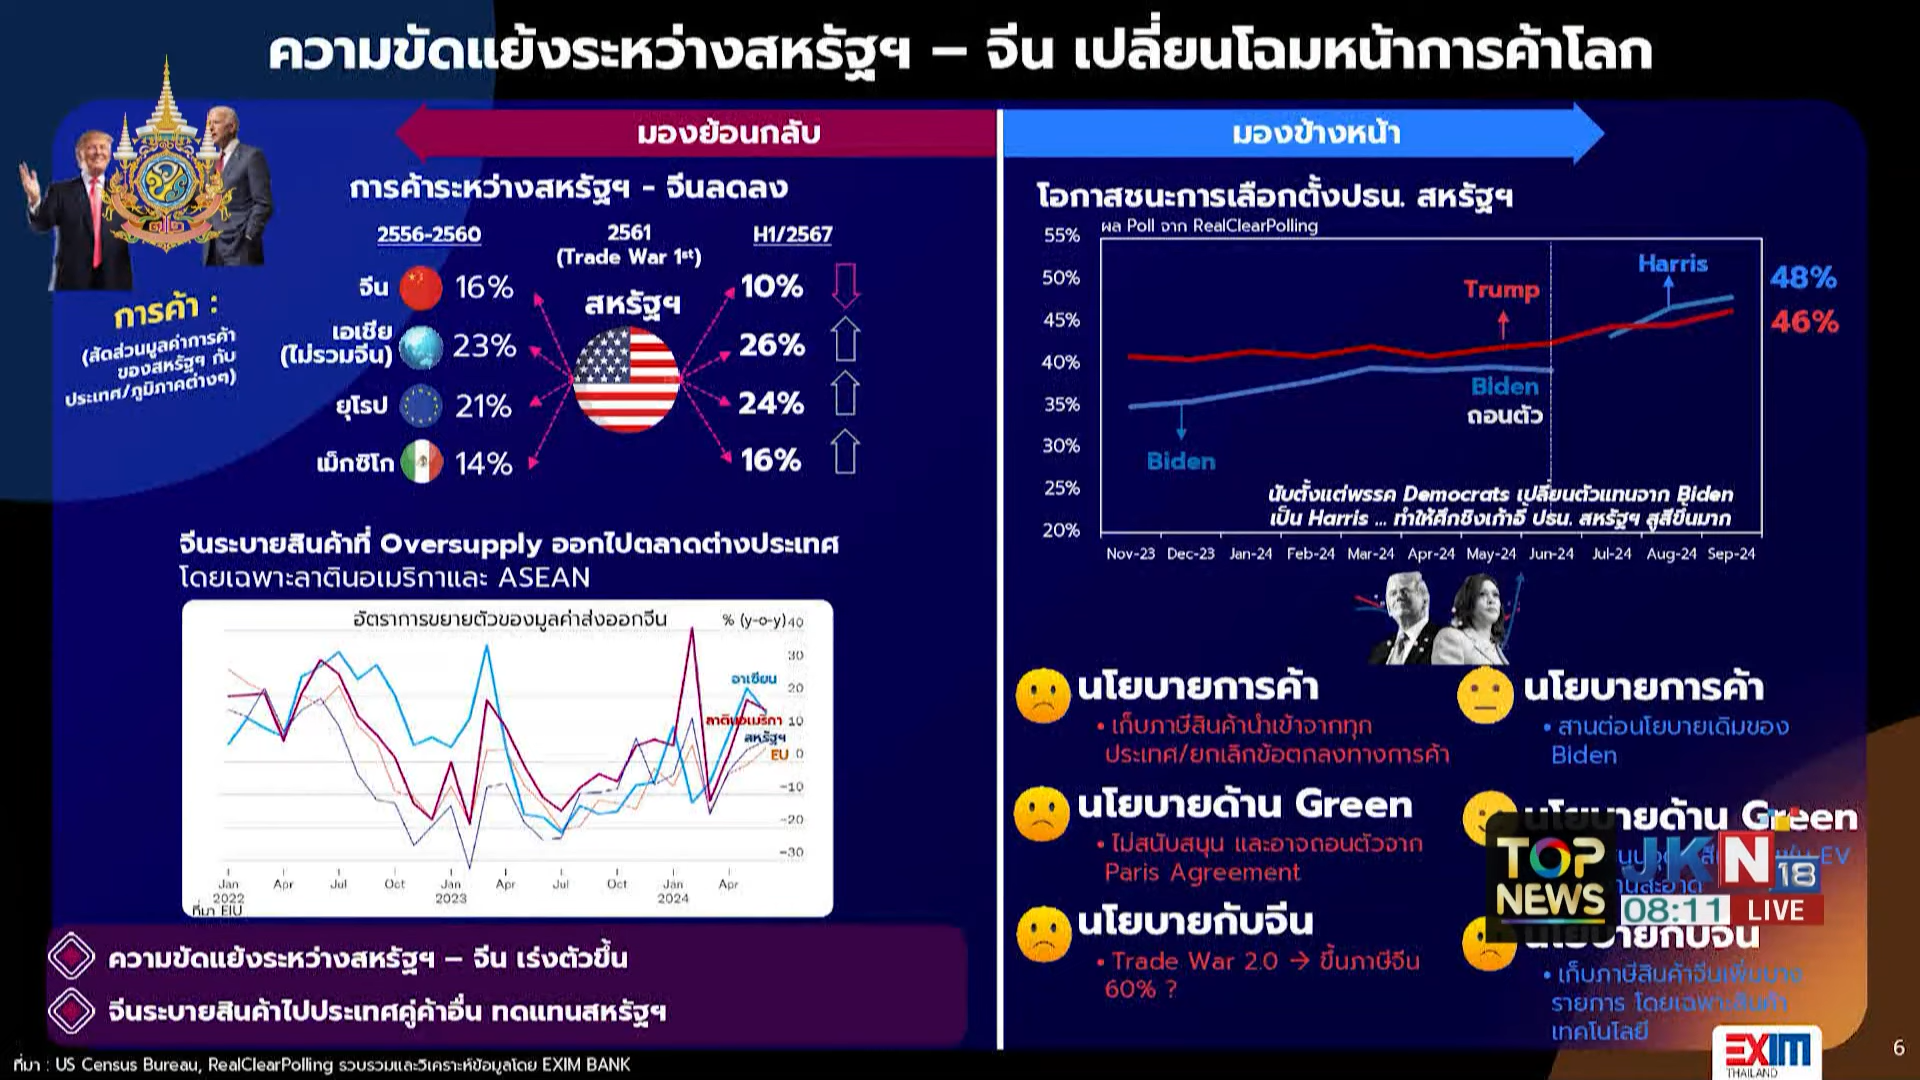 ความขัดแย้งระหว่างสหรัฐฯ – จีน เปลี่ยนโฉมหน้าการค้าโลก
มองย้อนกลับ
การค้า :
(สัดส่วนมูลค่าการค้า
ของสหรัฐฯ กับ
ประเทศ/ภูมิภาคต่างๆ)
การค้าระหว่างสหรัฐฯ - จีนลดลง
2556-2560
2561
(Trade War 1st)
H1/2567
สหรัฐฯ
จีน 16% 10%
เอเชีย
(ไม่รวมจีน) 23% 26%
ยุโรป 21% 24%
เม็กซิโก 14% 16%
จีนระบายสินค้าที่ Oversupply ออกไปตลาดต่างประเทศ
โดยเฉพาะลาตินอเมริกาและ ASEAN
อัตราการขยายตัวของมูลค่าส่งออกจีน % (y-o-y)
40
30
20
10
0
-10
-20
-30
อาเซียน
ลาตินอเมริกา
สหรัฐฯ
EU
Jan Apr Jul Oct Jan Apr Jul Oct Jan Apr
2022 2023 2024
ที่มา EIU
ความขัดแย้งระหว่างสหรัฐฯ – จีน เร่งตัวขึ้น
จีนระบายสินค้าไปประเทศคู่ค้าอื่น ทดแทนสหรัฐฯ
ที่มา : US Census Bureau, RealClearPolling รวบรวมและวิเคราะห์ข้อมูลโดย EXIM BANK
มองข้างหน้า
โอกาสชนะการเลือกตั้งปธน. สหรัฐฯ
ผล Poll จาก RealClearPolling
55%
50%
45%
40%
35%
30%
25%
20%
Harris
Trump
Biden
ถอนตัว
Biden
48%
46%
นับตั้งแต่พรรค Democrats เปลี่ยนตัวแทนจาก Biden
เป็น Harris ... ทำให้ศึกชิงเก้าอี้ ปธน. สหรัฐฯ สูสีขึ้นมาก
Nov-23 Dec-23 Jan-24 Feb-24 Mar-24 Apr-24 May-24 Jun-24 Jul-24 Aug-24 Sep-24
นโยบายการค้า
• เก็บภาษีสินค้านำเข้าจากทุก
ประเทศ/ยกเลิกข้อตกลงทางการค้า
นโยบายด้าน Green
• ไม่สนับสนุน และอาจถอนตัวจาก
Paris Agreement
นโยบายกับจีน
• Trade War 2.0 → ขึ้นภาษีจีน
60% ?
นโยบายการค้า
• สานต่อนโยบายเดิมของ
Biden
นโยบายด้าน Green
EV
นโยบายกับจีน
• เก็บภาษีสินค้าจีนเพิ่มบาง
รายการ โดยเฉพาะสินค้า
เทคโนโลยี
TOP
NEWS
JKN 18
08:11 LIVE
EXIM
THAILAND
6